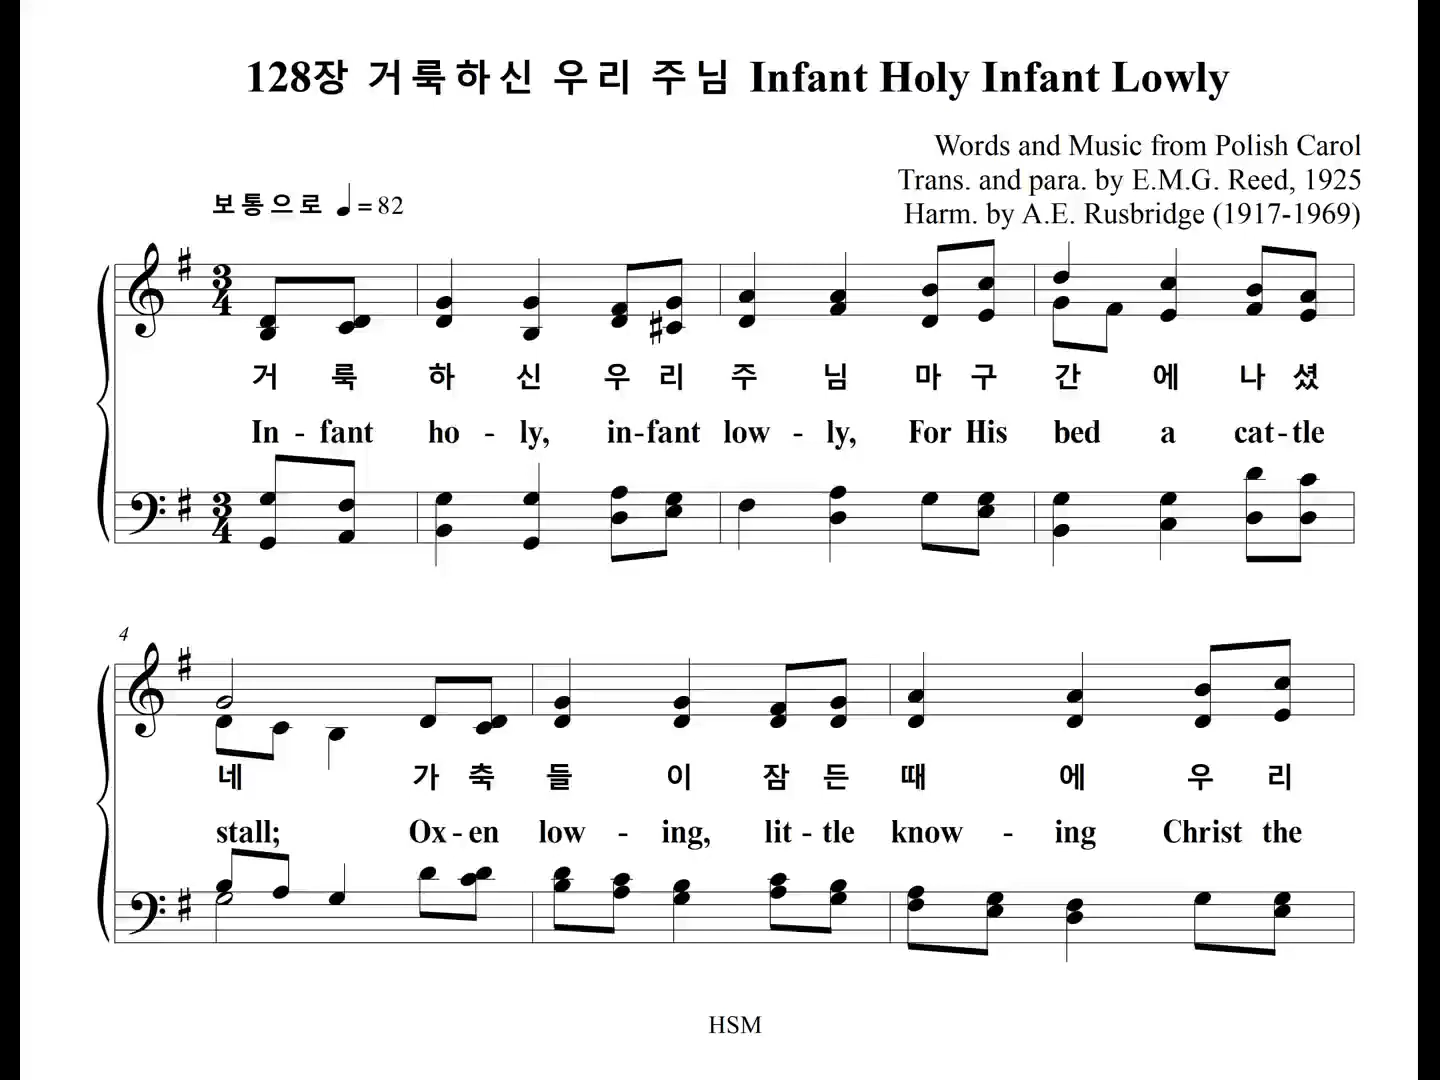 128장 거룩하신 우리 주님 Infant Holy Infant Lowly
Words and Music from Polish Carol
Trans. and para. by E.M.G. Reed, 1925
보통으로 ♩=82
Harm. by A.E. Rusbridge (1917-1969)
3 4
거 룩 하 신 우 리 주 님 마 구 간 에 나 셨
In - fant ho - ly, in-fant low - ly, For His bed a cat-tle
3 4
4
네 가 축 들 이 잠 든 때 에 우 리
stall; Ox-en low - ing, lit-tle know - ing Christ the
HSM